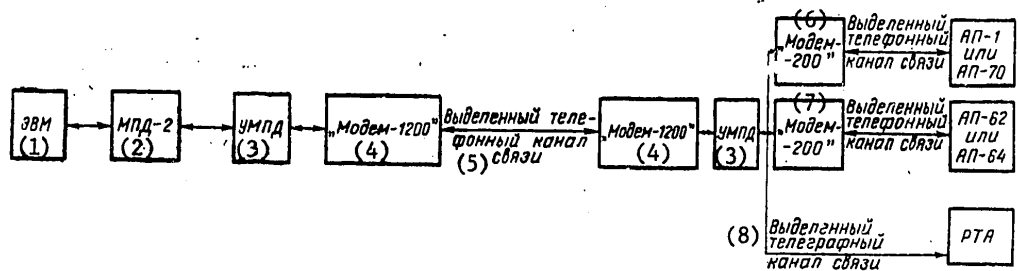 ЭВМ
(1)
МПД-2
(2)
УМПД
(3)
„Модем-1200"
(4)
Выделенный теле-
фонный канал
(5) связи
„Модем-1200"
(4)
УМПД
(3)
(6)
„Модем-
-200"
Выделенный
телефонный
канал связи
АП-1
или
АП-70
(7)
„Модем-
-200"
Выделенный
телефонный
канал связи
АП-62
или
АП-64
(8)
Выделенный
телеграфный
канал связи
РТА